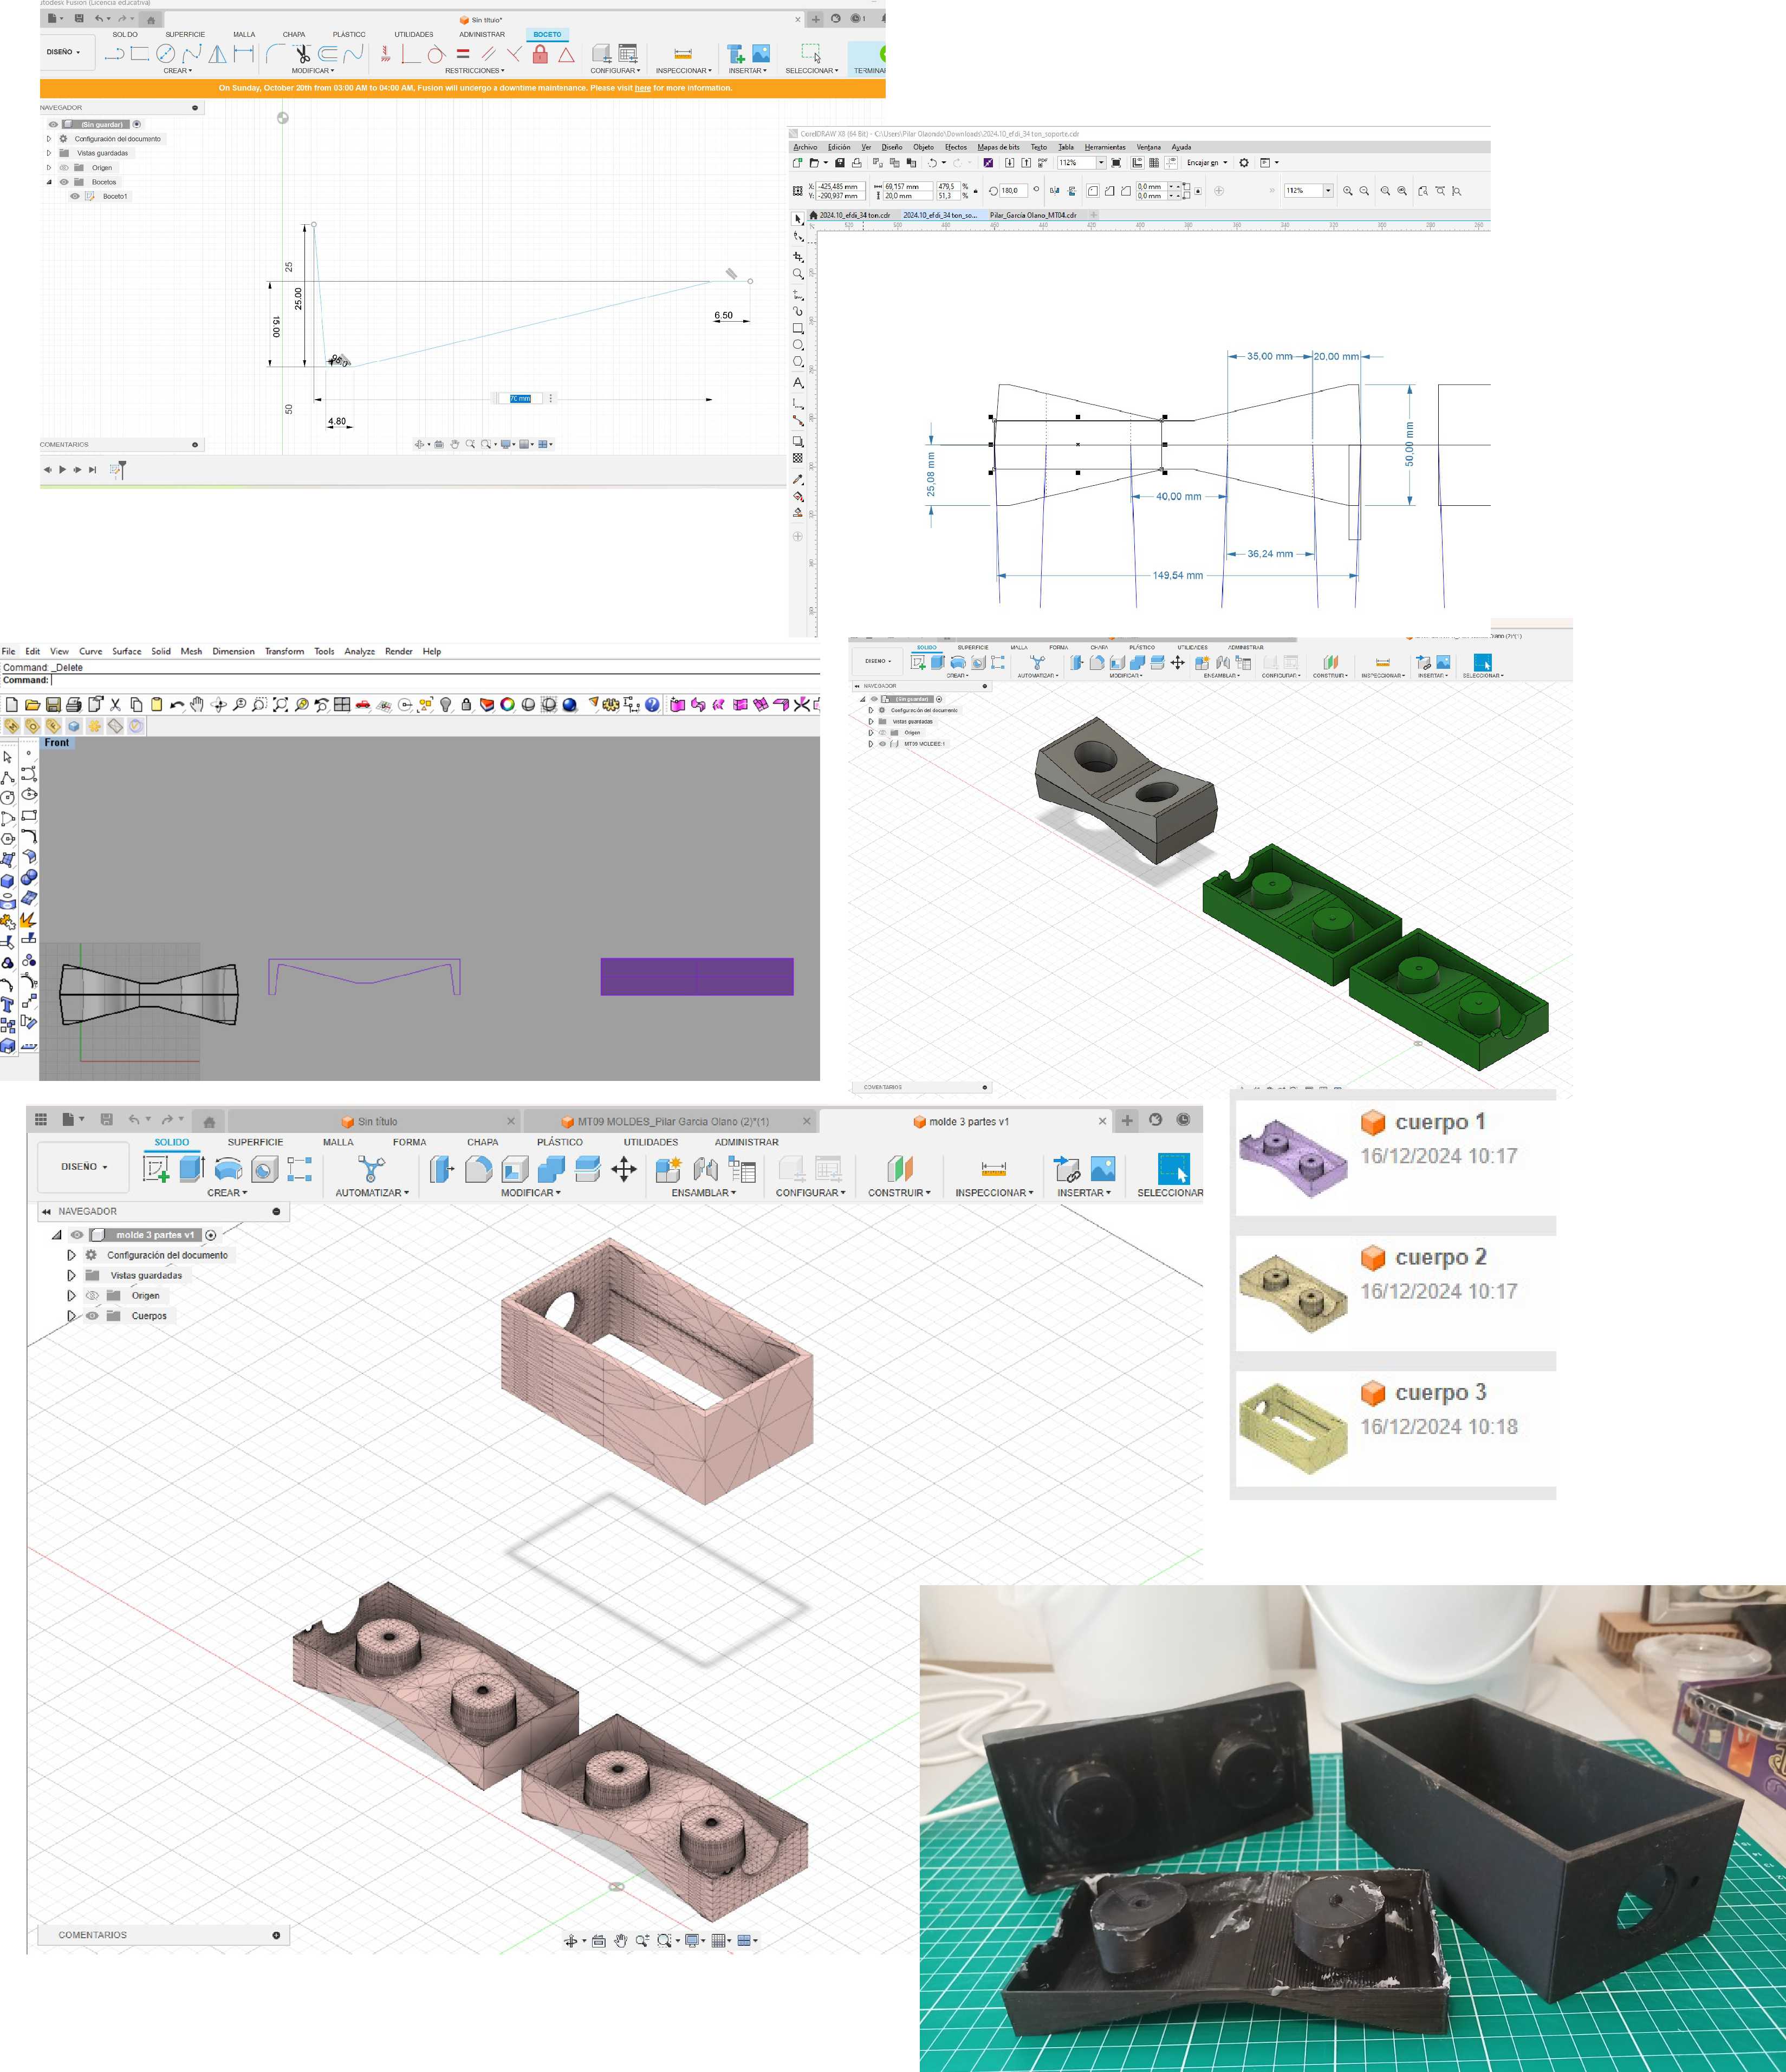 utodesk Fusion (Licencia educativa)
Sin título*
SOLIDO SUPERFICIE MALLA CHAPA PLÁSTICO UTILIDADES ADMINISTRAR BOCETO
DISEÑO
CREAR MODIFICAR RESTRICCIONES CONFIGURAR INSPECCIONAR INSERTAR SELECCIONAR TERMINAR
On Sunday, October 20th from 03:00 AM to 04:00 AM, Fusion will undergo a downtime maintenance. Please visit here for more information.
NAVEGADOR
(Sin guardar)
Configuración del documento
Vistas guardadas
Origen
Bocetos
Boceto1
25
25.00
15.00
6.50
70 mm
50
4.80
COMENTARIOS
CorelDRAW X8 (64 Bit) - C:\Users\Pilar Olaondo\Downloads\2024.10_efdi_34 ton_soporte.cdr
Archivo Edición Ver Diseño Objeto Efectos Mapas de bits Texto Tabla Herramientas Ventana Ayuda
112% Encajar en
X: -425,485 mm 69,157 mm 479,5 % 180,0 0,0 mm 112%
Y: -290,937 mm 20,0 mm 51,3 % 0,0 mm
2024.10_efdi_34 ton.cdr 2024.10_efdi_34 ton_so... Pilar_García Olano_MT04.cdr
35,00 mm 20,00 mm
25,08 mm
50,00 mm
40,00 mm
36,24 mm
149,54 mm
File Edit View Curve Surface Solid Mesh Dimension Transform Tools Analyze Render Help
Command: _Delete
Command:
Front
SOLIDO SUPERFICIE MALLA FORMA CHAPA PLÁSTICO UTILIDADES ADMINISTRAR
DISEÑO
CREAR AUTOMATIZAR MODIFICAR ENSAMBLAR CONFIGURAR CONSTRUIR INSPECCIONAR INSERTAR SELECCIONAR
NAVEGADOR
(Sin guardar)
Configuración del documento
Vistas guardadas
Origen
MT09 MOLDES:1
COMENTARIOS
Sin título MT09 MOLDES_Pilar Garcia Olano (2)*(1) molde 3 partes v1
SOLIDO SUPERFICIE MALLA FORMA CHAPA PLÁSTICO UTILIDADES ADMINISTRAR
DISEÑO
CREAR AUTOMATIZAR MODIFICAR ENSAMBLAR CONFIGURAR CONSTRUIR INSPECCIONAR INSERTAR SELECCIONAR
NAVEGADOR
molde 3 partes v1
Configuración del documento
Vistas guardadas
Origen
Cuerpos
COMENTARIOS
cuerpo 1
16/12/2024 10:17
cuerpo 2
16/12/2024 10:17
cuerpo 3
16/12/2024 10:18